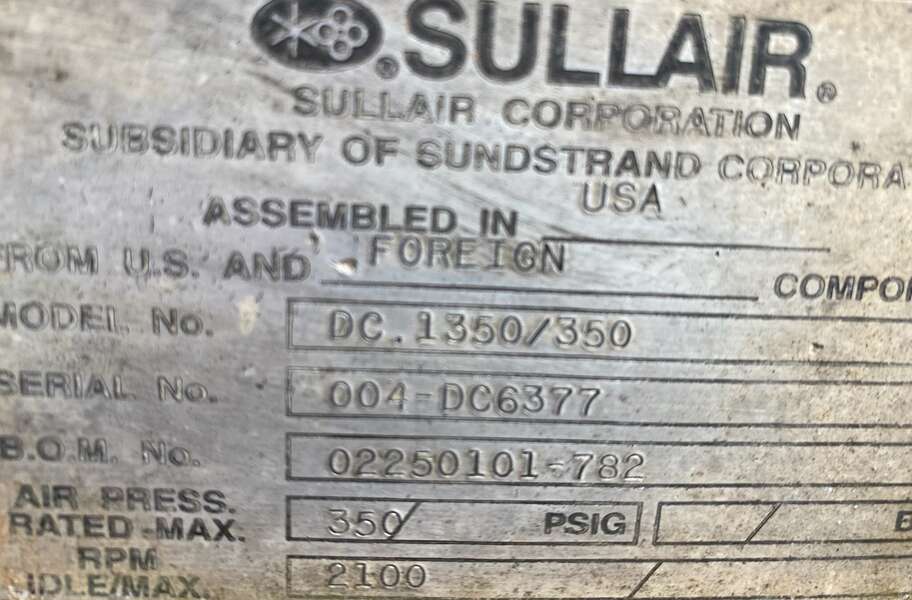 SULLAIR®
SULLAIR CORPORATION
SUBSIDIARY OF SUNDSTRAND CORPORA
ASSEMBLED IN USA
FROM U.S. AND FOREIGN COMPO
MODEL No. DC.1350/350
SERIAL No. 004-DC6377
B.O.M. No. 02250101-782
AIR PRESS.
RATED-MAX. 350/ PSIG /
RPM
IDLE/MAX. 2100 /